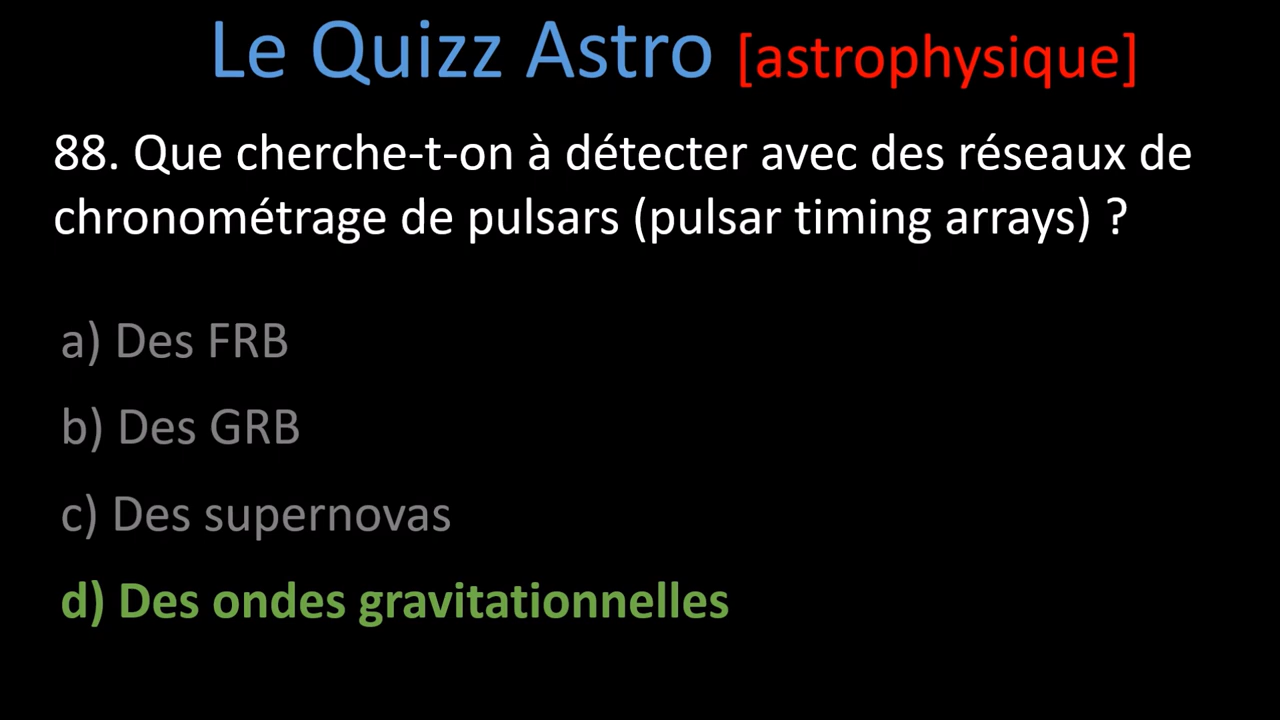 Le Quizz Astro [astrophysique]
88. Que cherche-t-on à détecter avec des réseaux de
chronométrage de pulsars (pulsar timing arrays) ?
a) Des FRB
b) Des GRB
c) Des supernovas
d) Des ondes gravitationnelles